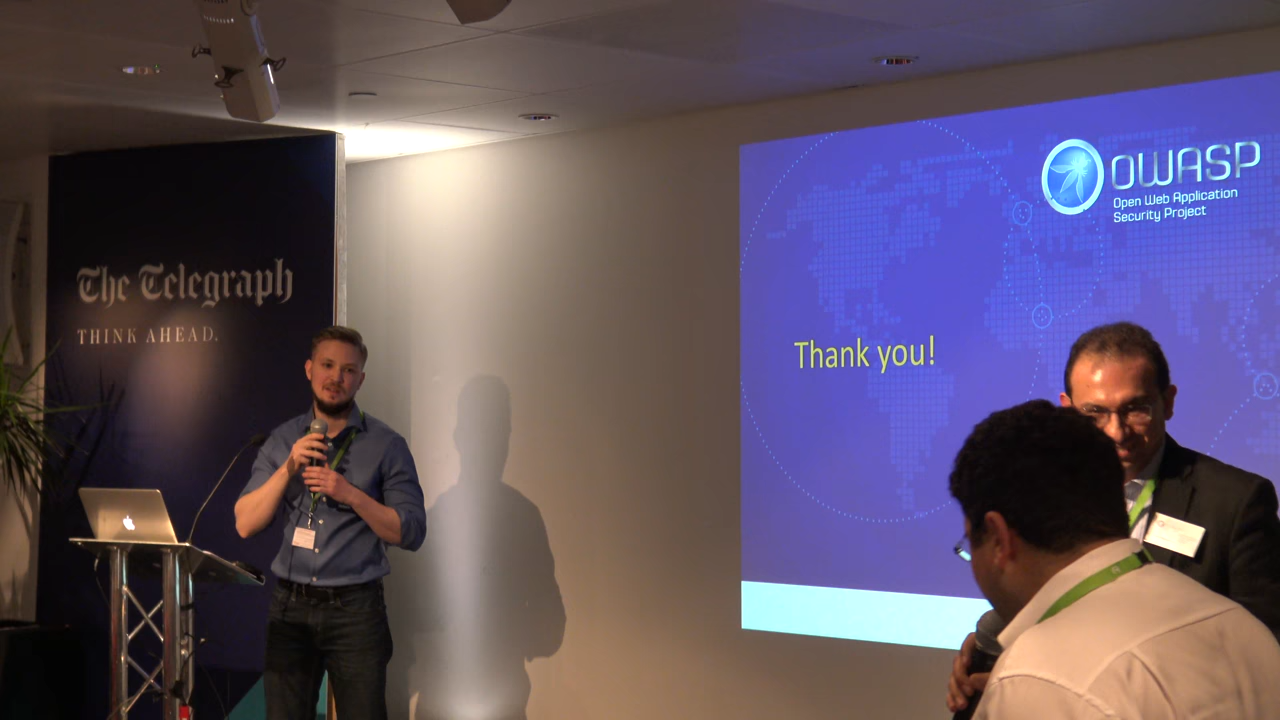 The Telegraph
THINK AHEAD.
OWASP
Open Web Application
Security Project
Thank you!